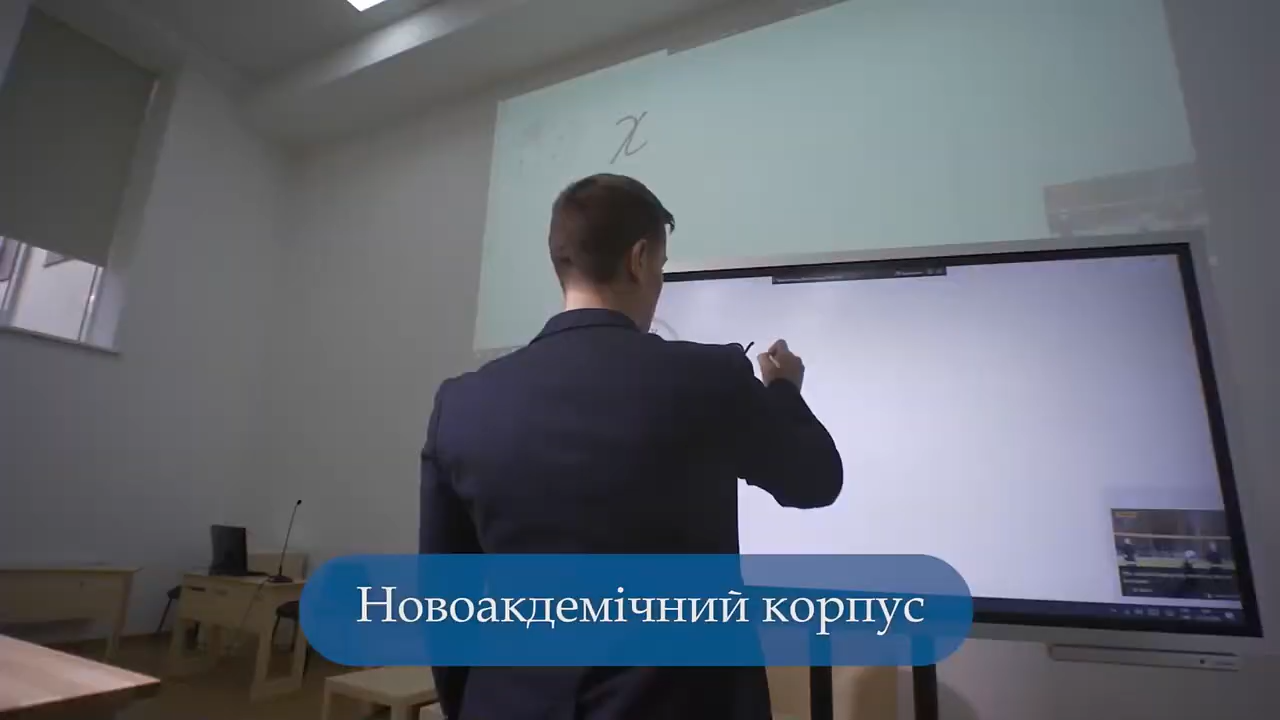 x
Новоакдемічний корпус